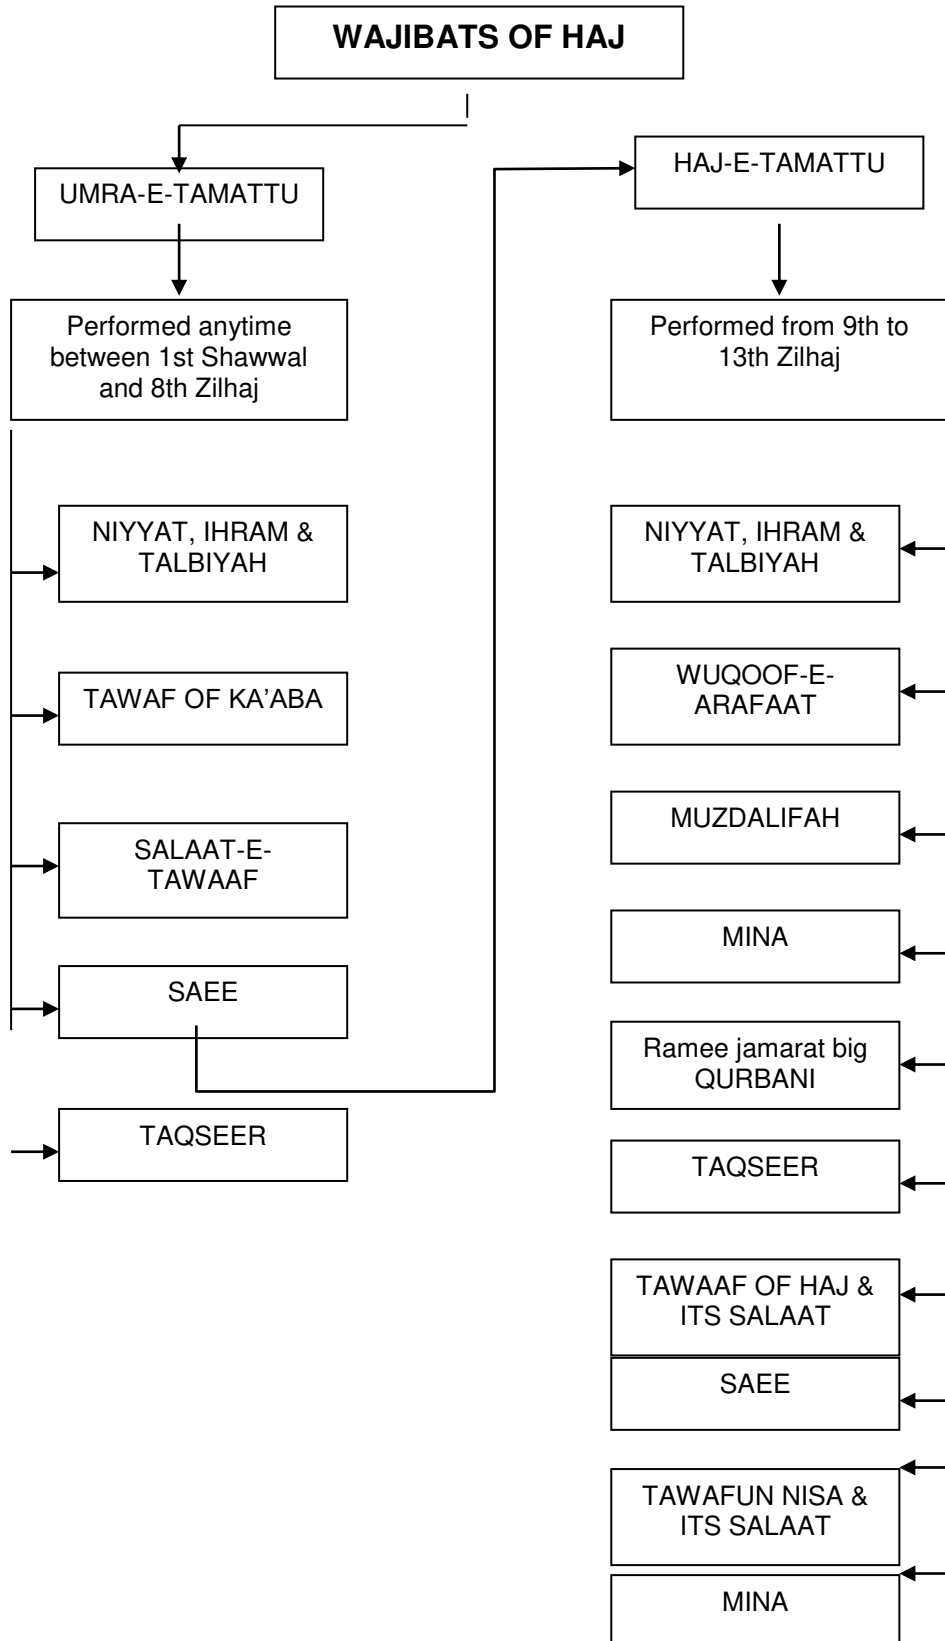 WAJIBATS OF HAJ
UMRA-E-TAMATTU
Performed anytime
between 1st Shawwal
and 8th Zilhaj
NIYYAT, IHRAM &
TALBIYAH
TAWAF OF KA’ABA
SALAAT-E-
TAWAAF
SAEE
TAQSEER
HAJ-E-TAMATTU
Performed from 9th to
13th Zilhaj
NIYYAT, IHRAM &
TALBIYAH
WUQOOF-E-
ARAFAAT
MUZDALIFAH
MINA
Ramee jamarat big
QURBANI
TAQSEER
TAWAAF OF HAJ &
ITS SALAAT
SAEE
TAWAFUN NISA &
ITS SALAAT
MINA